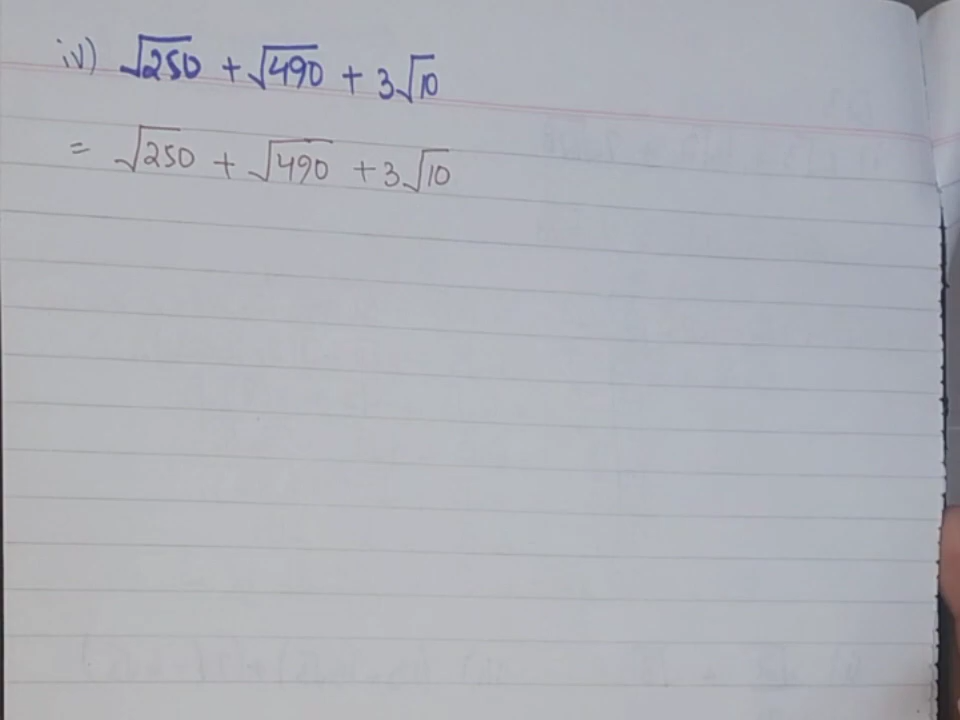 iv) √250 + √490 + 3√10
= √250 + √490 + 3√10